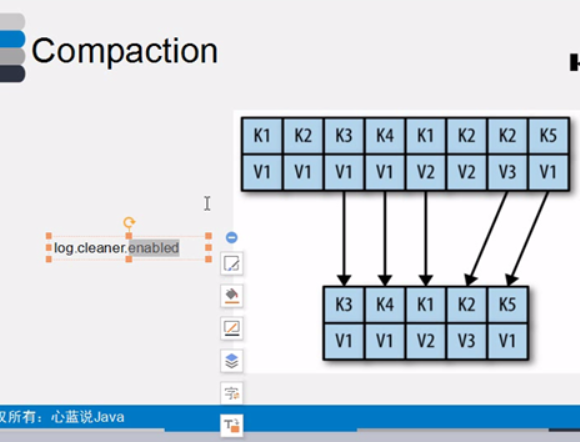 Compaction
K1 K2 K3 K4 K1 K2 K2 K5
V1 V1 V1 V1 V2 V2 V3 V1
log.cleaner.enabled
K3 K4 K1 K2 K5
V1 V1 V2 V3 V1
权所有：心蓝说Java